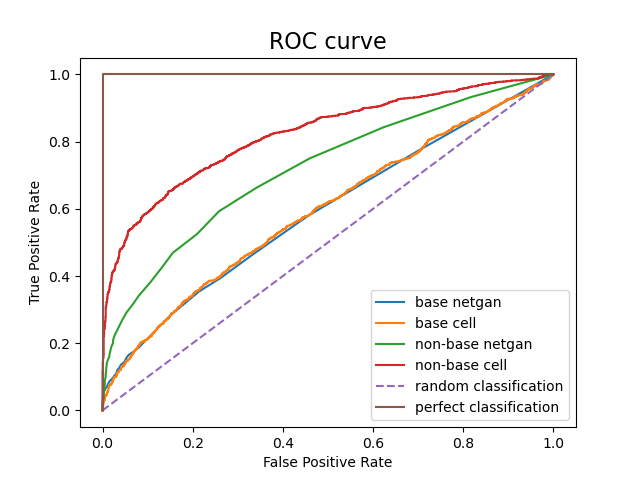 ROC curve
1.0
0.8
0.6
0.4
0.2
0.0
True Positive Rate
base netgan
base cell
non-base netgan
non-base cell
random classification
perfect classification
0.0 0.2 0.4 0.6 0.8 1.0
False Positive Rate